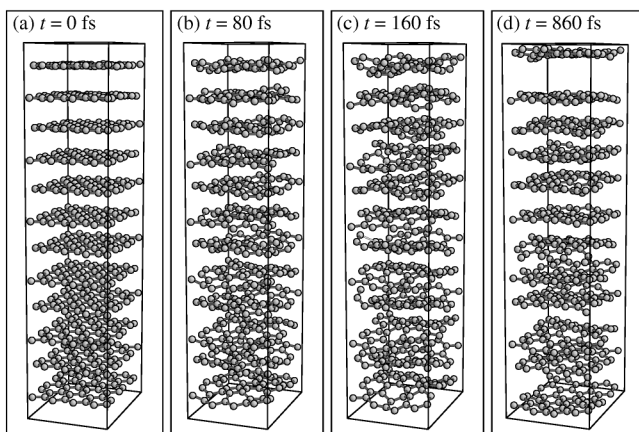 (a) t = 0 fs
(b) t = 80 fs
(c) t = 160 fs
(d) t = 860 fs